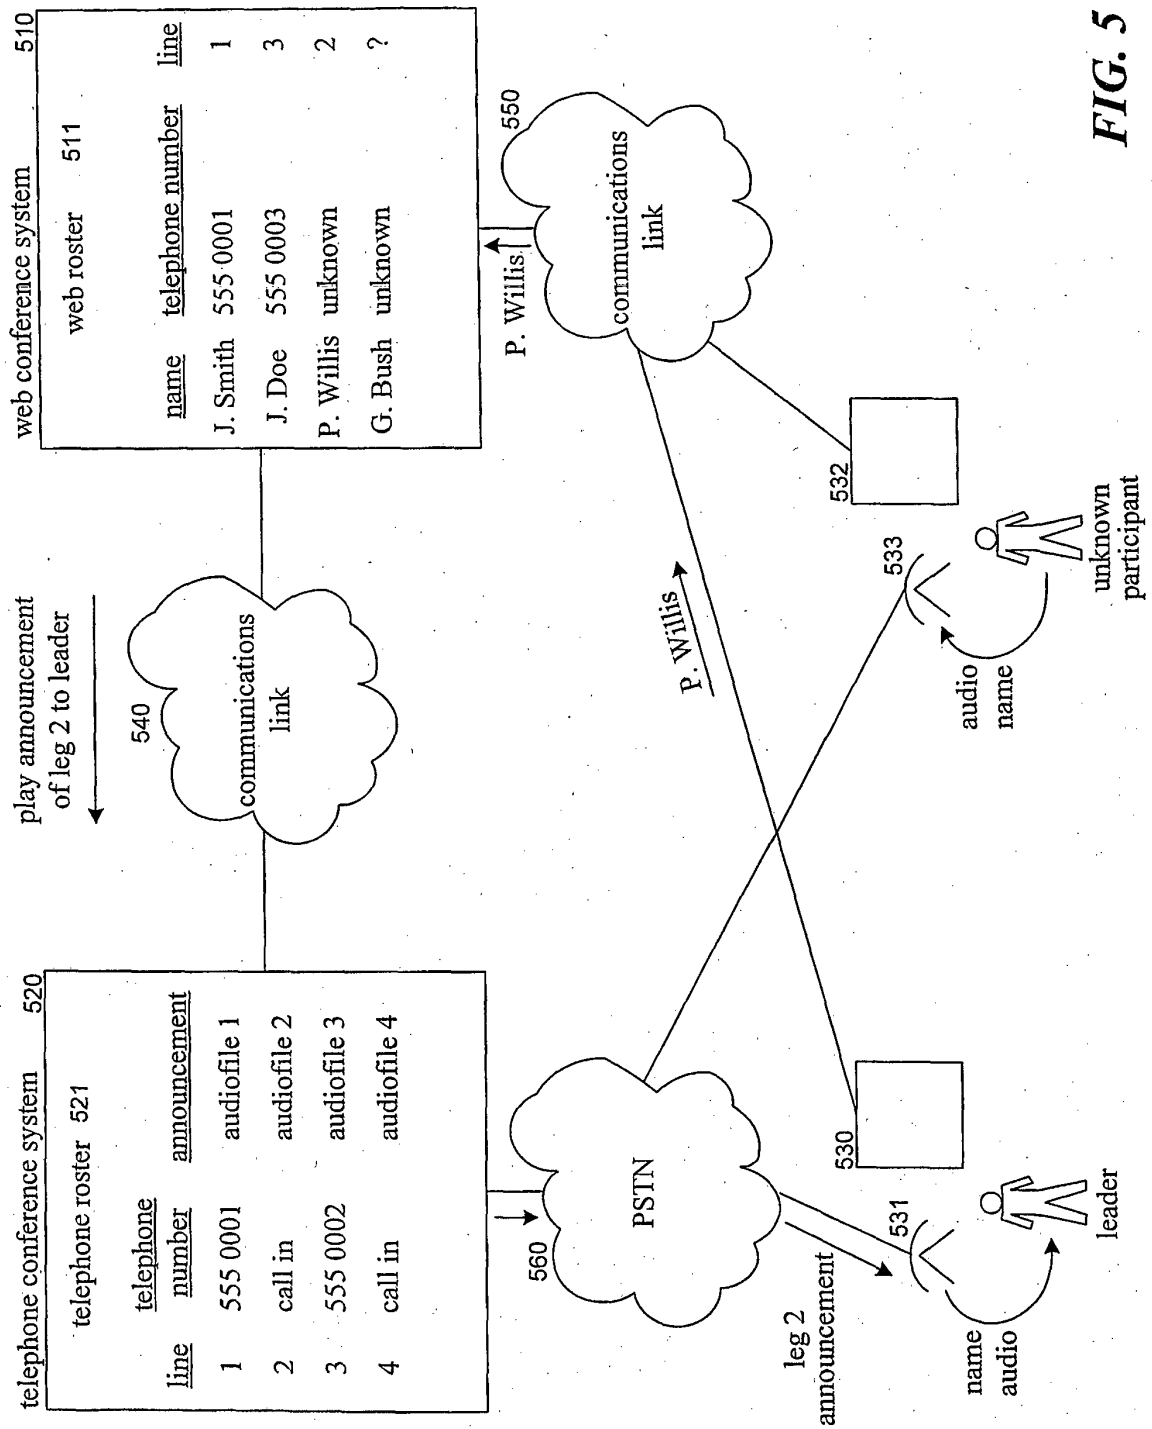 telephone conference system 520
telephone roster 521
line telephone number announcement
1 555 0001 audiofile 1
2 call in audiofile 2
3 555 0002 audiofile 3
4 call in audiofile 4
play announcement
of leg 2 to leader
540
communications
link
web conference system 510
web roster 511
name telephone number line
J. Smith 555 0001 1
J. Doe 555 0003 3
P. Willis unknown 2
G. Bush unknown ?
560
PSTN
P. Willis
550
communications
link
P. Willis
leg 2
announcement
531
530
name
audio
leader
533
532
audio
name
unknown
participant
FIG. 5